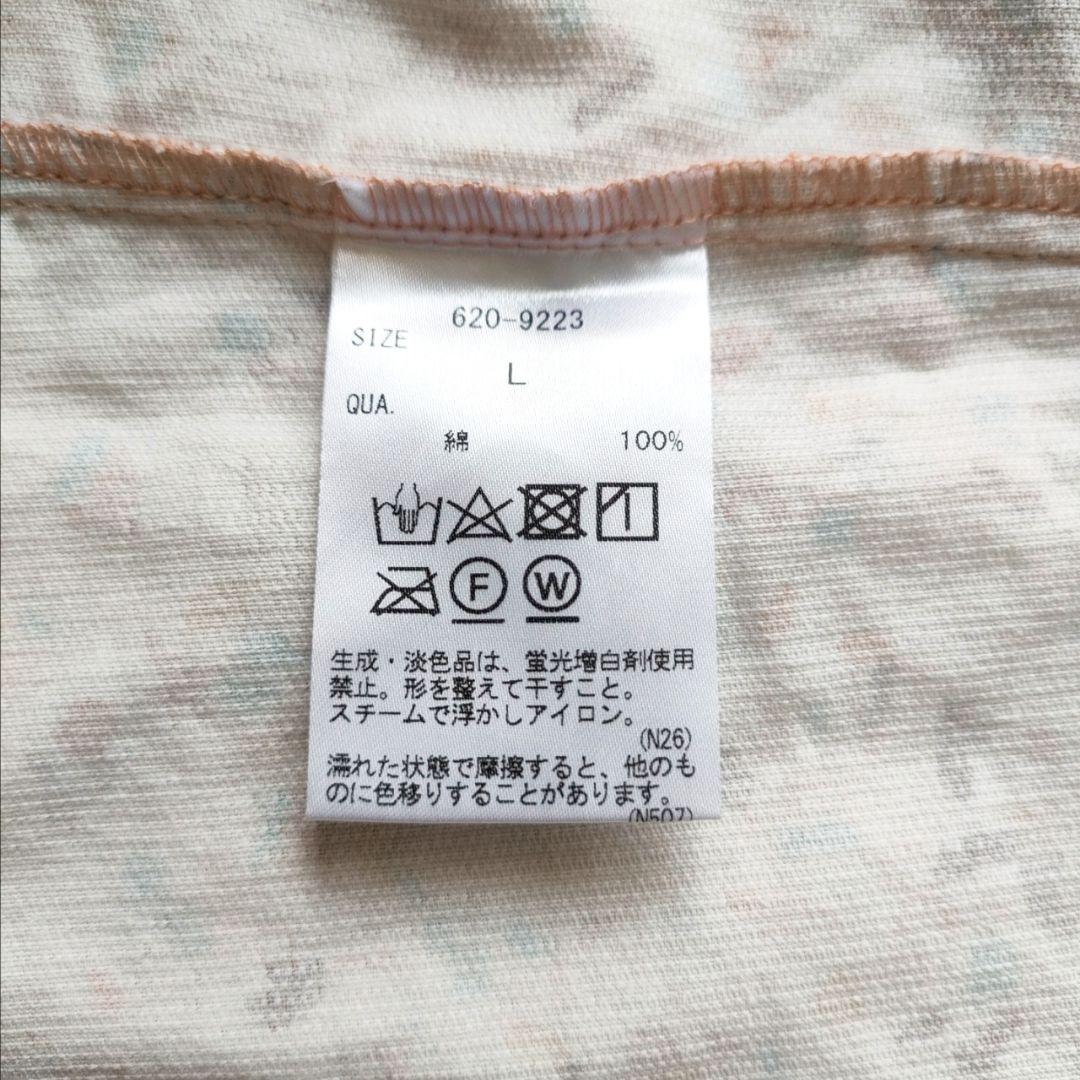 620-9223
SIZE
L
QUA.
綿 100%
F W
生成・淡色品は、蛍光増白剤使用
禁止。形を整えて干すこと。
スチームで浮かしアイロン。
(N26)
濡れた状態で摩擦すると、他のも
のに色移りすることがあります。
(N507)